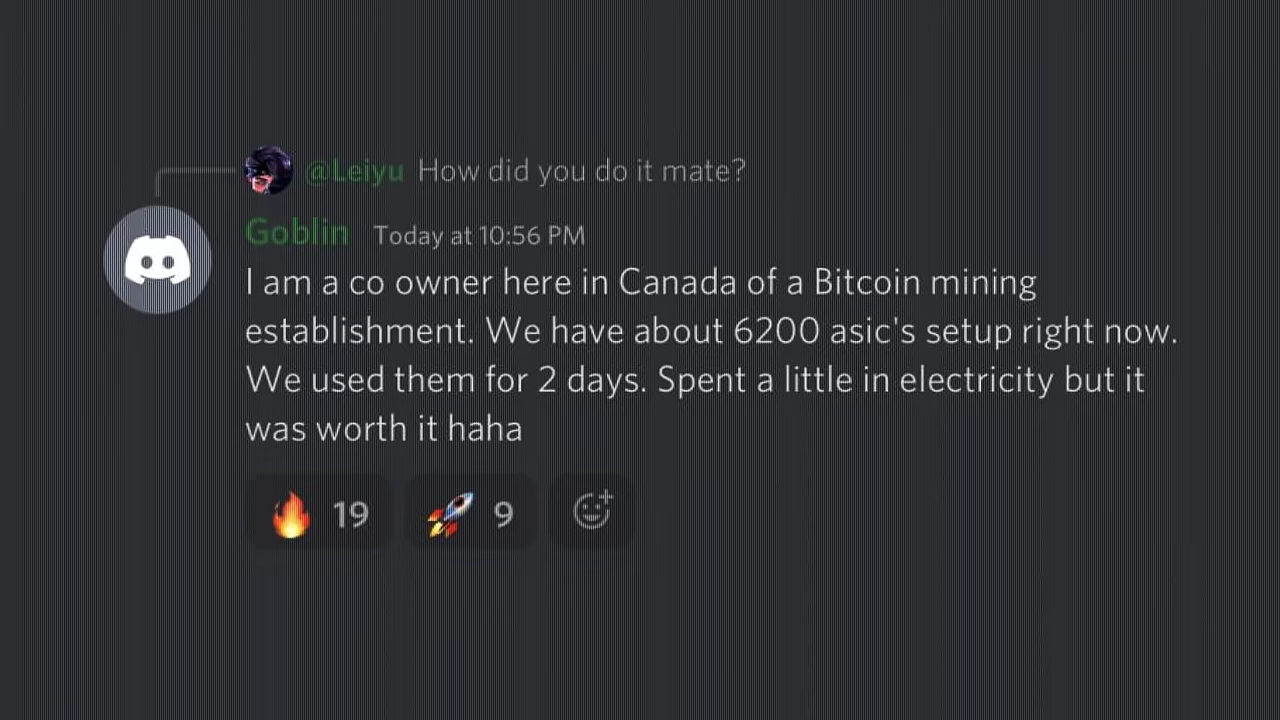 @Leiyu How did you do it mate?
Goblin Today at 10:56 PM
I am a co owner here in Canada of a Bitcoin mining
establishment. We have about 6200 asic's setup right now.
We used them for 2 days. Spent a little in electricity but it
was worth it haha
🔥 19 🚀 9